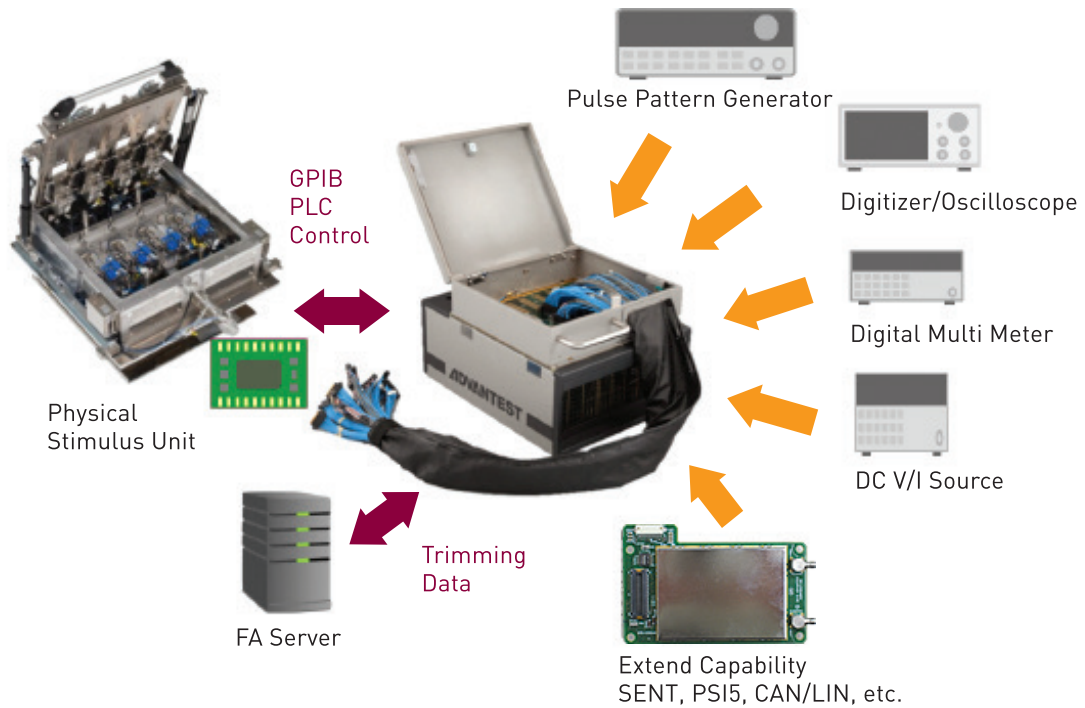 Pulse Pattern Generator
Digitizer/Oscilloscope
GPIB
PLC
Control
Digital Multi Meter
ADVANTEST
Physical
Stimulus Unit
DC V/I Source
Trimming
Data
FA Server
Extend Capability
SENT, PSI5, CAN/LIN, etc.